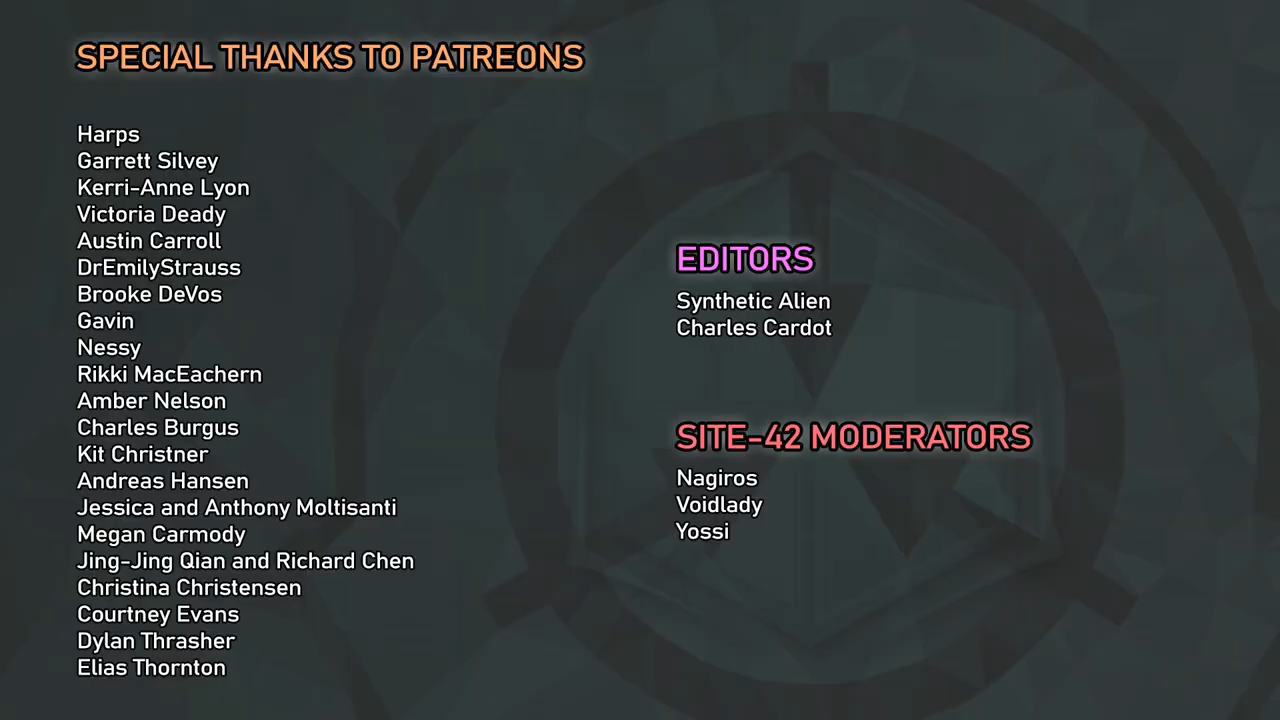 SPECIAL THANKS TO PATREONS
Harps
Garrett Silvey
Kerri-Anne Lyon
Victoria Deady
Austin Carroll
DrEmilyStrauss
Brooke DeVos
Gavin
Nessy
Rikki MacEachern
Amber Nelson
Charles Burgus
Kit Christner
Andreas Hansen
Jessica and Anthony Moltisanti
Megan Carmody
Jing-Jing Qian and Richard Chen
Christina Christensen
Courtney Evans
Dylan Thrasher
Elias Thornton
EDITORS
Synthetic Alien
Charles Cardot
SITE-42 MODERATORS
Nagiros
Voidlady
Yossi